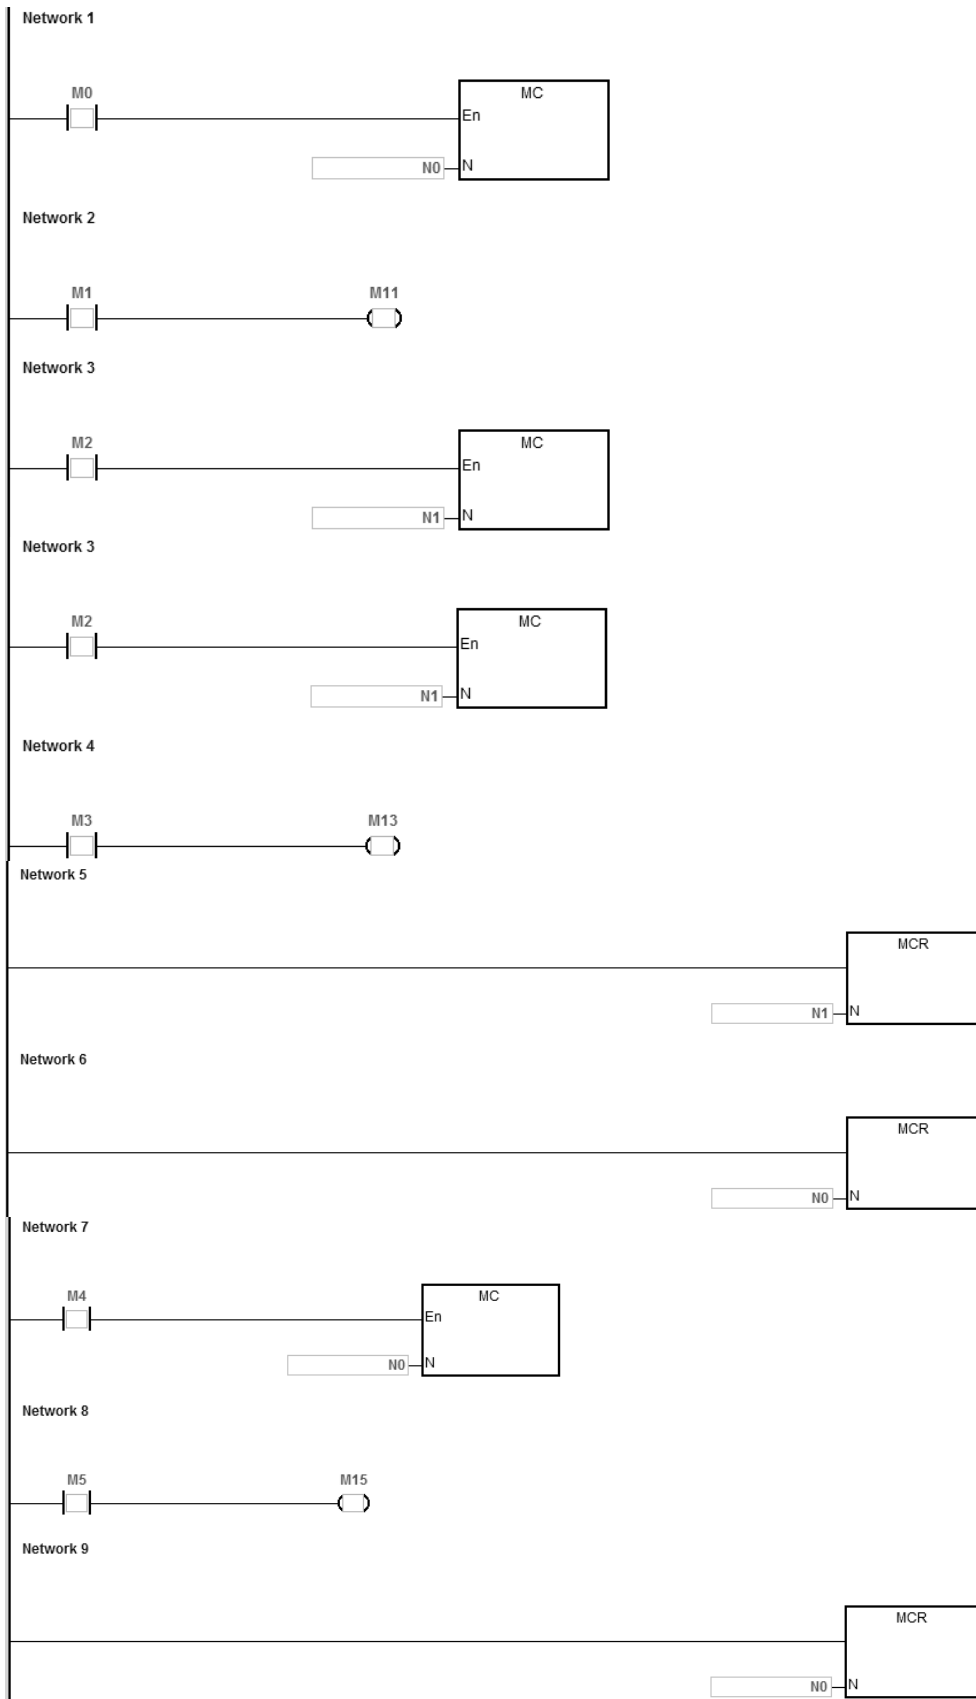 Network 1
M0
MC
En
N0 N
Network 2
M1 M11
Network 3
M2
MC
En
N1 N
Network 3
M2
MC
En
N1 N
Network 4
M3 M13
Network 5
MCR
N1 N
Network 6
MCR
N0 N
Network 7
M4
MC
En
N0 N
Network 8
M5 M15
Network 9
MCR
N0 N